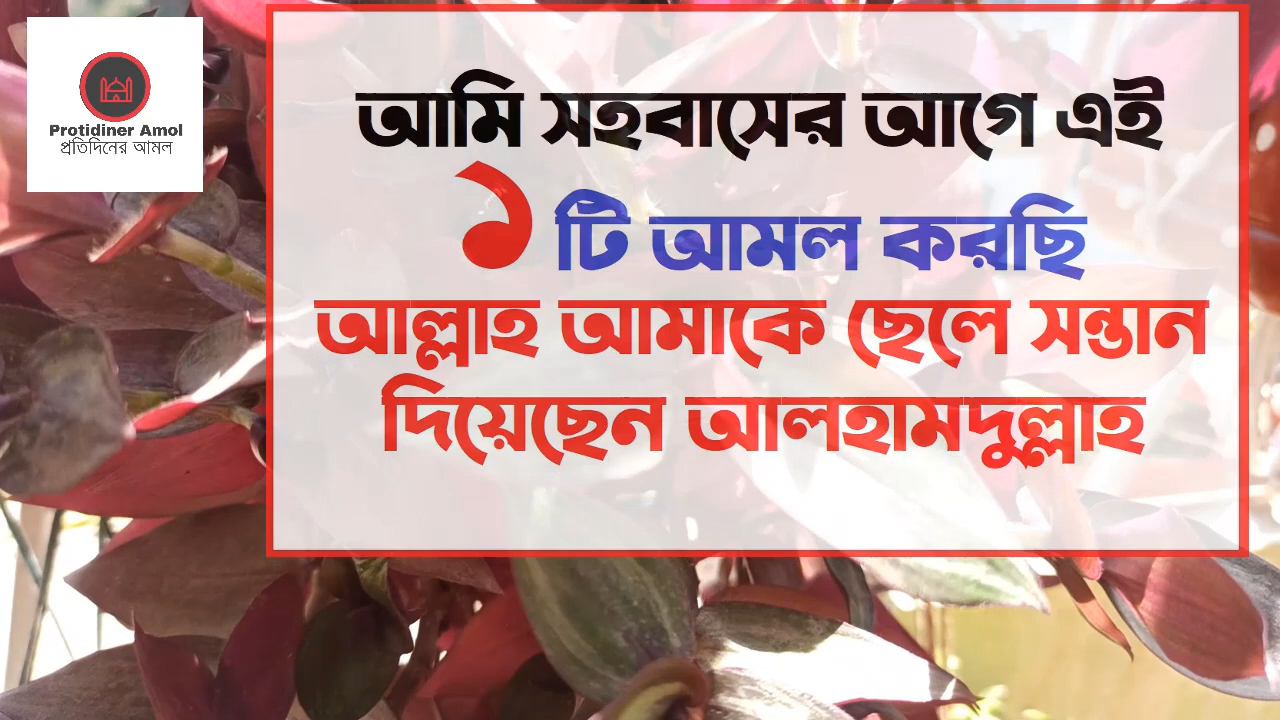 Protidiner Amol
প্রতিদিনের আমল
আমি সহবাসের আগে এই
১ টি আমল করছি
আল্লাহ আমাকে ছেলে সন্তান
দিয়েছেন আলহামদুল্লাহ